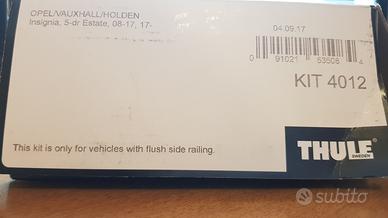 OPEL/VAUXHALL/HOLDEN
Insignia, 5-dr Estate, 08-17, 17-
04.09.17
0 91021 53508 4
KIT 4012
This kit is only for vehicles with flush side railing.
THULE
SWEDEN
subito